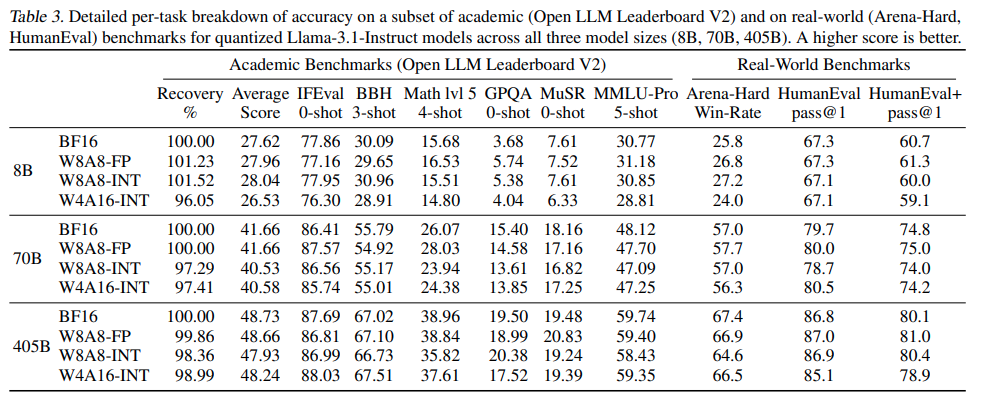 Table 3. Detailed per-task breakdown of accuracy on a subset of academic (Open LLM Leaderboard V2) and on real-world (Arena-Hard,
HumanEval) benchmarks for quantized Llama-3.1-Instruct models across all three model sizes (8B, 70B, 405B). A higher score is better.
Academic Benchmarks (Open LLM Leaderboard V2) Real-World Benchmarks
Recovery Average IFEval BBH Math lvl 5 GPQA MuSR MMLU-Pro Arena-Hard HumanEval HumanEval+
% Score 0-shot 3-shot 4-shot 0-shot 0-shot 5-shot Win-Rate pass@1 pass@1
8B
BF16 100.00 27.62 77.86 30.09 15.68 3.68 7.61 30.77 25.8 67.3 60.7
W8A8-FP 101.23 27.96 77.16 29.65 16.53 5.74 7.52 31.18 26.8 67.3 61.3
W8A8-INT 101.52 28.04 77.95 30.96 15.51 5.38 7.61 30.85 27.2 67.1 60.0
W4A16-INT 96.05 26.53 76.30 28.91 14.80 4.04 6.33 28.81 24.0 67.1 59.1
70B
BF16 100.00 41.66 86.41 55.79 26.07 15.40 18.16 48.12 57.0 79.7 74.8
W8A8-FP 100.00 41.66 87.57 54.92 28.03 14.58 17.16 47.70 57.7 80.0 75.0
W8A8-INT 97.29 40.53 86.56 55.17 23.94 13.61 16.82 47.09 57.0 78.7 74.0
W4A16-INT 97.41 40.58 85.74 55.01 24.38 13.85 17.25 47.25 56.3 80.5 74.2
405B
BF16 100.00 48.73 87.69 67.02 38.96 19.50 19.48 59.74 67.4 86.8 80.1
W8A8-FP 99.86 48.66 86.81 67.10 38.84 18.99 20.83 59.40 66.9 87.0 81.0
W8A8-INT 98.36 47.93 86.99 66.73 35.82 20.38 19.24 58.43 64.6 86.9 80.4
W4A16-INT 98.99 48.24 88.03 67.51 37.61 17.52 19.39 59.35 66.5 85.1 78.9